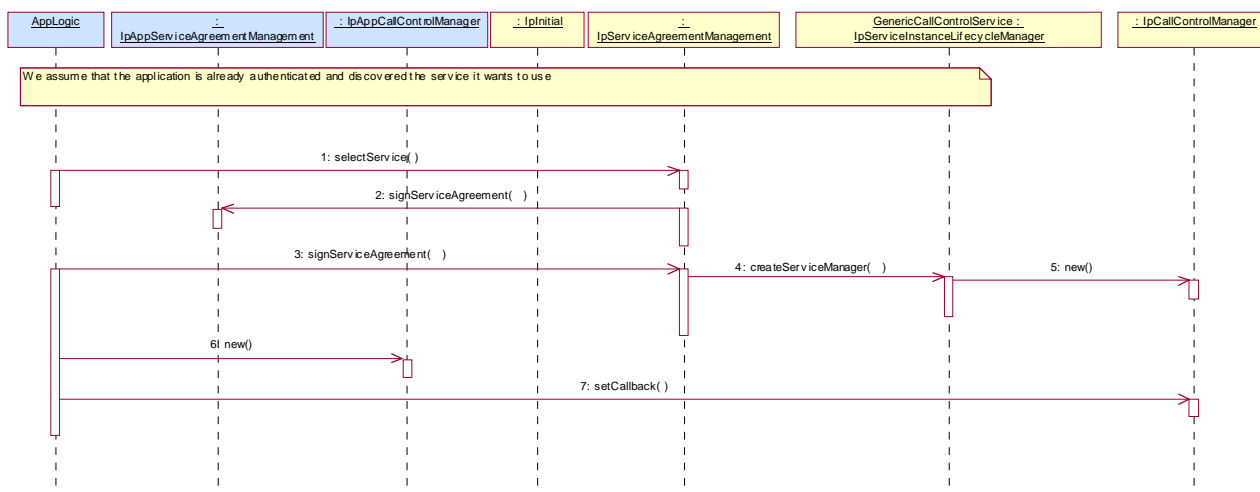 AppLogic
:
IpAppServiceAgreementManagement
: IpAppCallControlManager
: IpInitial
:
IpServiceAgreementManagement
GenericCallControlService :
IpServiceInstanceLifecycleManager
: IpCallControlManager
We assume that the application is already authenticated and discovered the service it wants to use
1: selectService( )
2: signServiceAgreement( )
3: signServiceAgreement( )
4: createServiceManager( )
5: new()
6: new()
7: setCallback( )